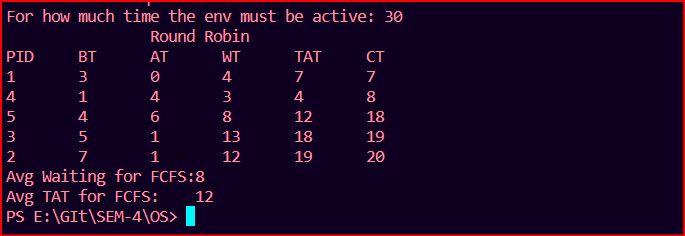 For how much time the env must be active: 30
Round Robin
PID BT AT WT TAT CT
1 3 0 4 7 7
4 1 4 3 4 8
5 4 6 8 12 18
3 5 1 13 18 19
2 7 1 12 19 20
Avg Waiting for FCFS:8
Avg TAT for FCFS: 12
PS E:\GIt\SEM-4\OS>